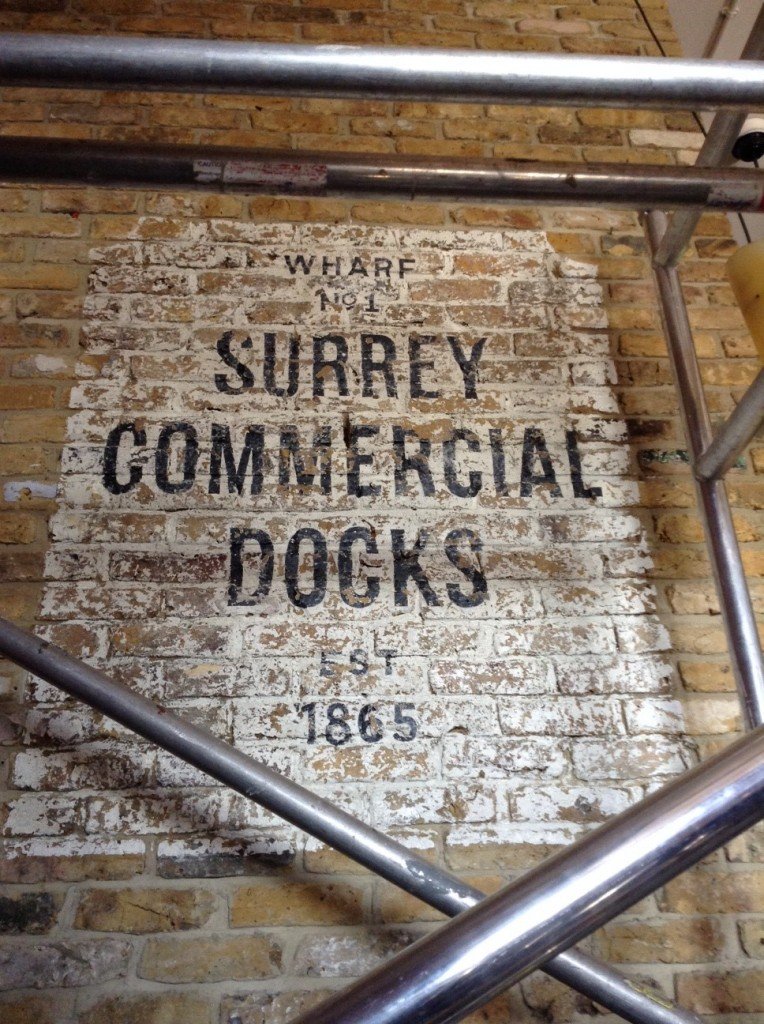 WHARF
No 1
SURREY
COMMERCIAL
DOCKS
EST
1865